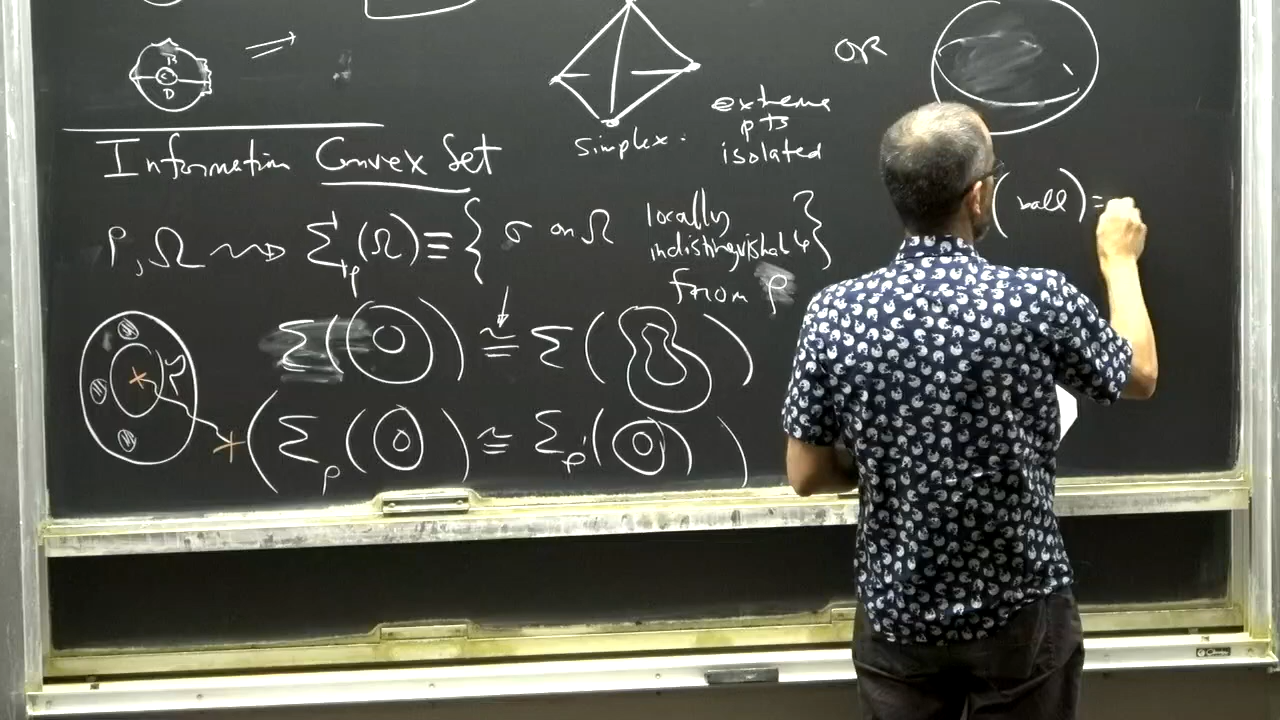 B
C
D
⇒
OR
simplex:
extreme
pts
isolated
Information Convex Set
ρ, Ω ⇝ Σ_ρ(Ω) ≡ { σ on Ω locally indistinguishable from ρ }
(ball) =
Σ( ) ≅ Σ( )
( Σ_ρ( ) ≅ Σ_ρ'( ) )